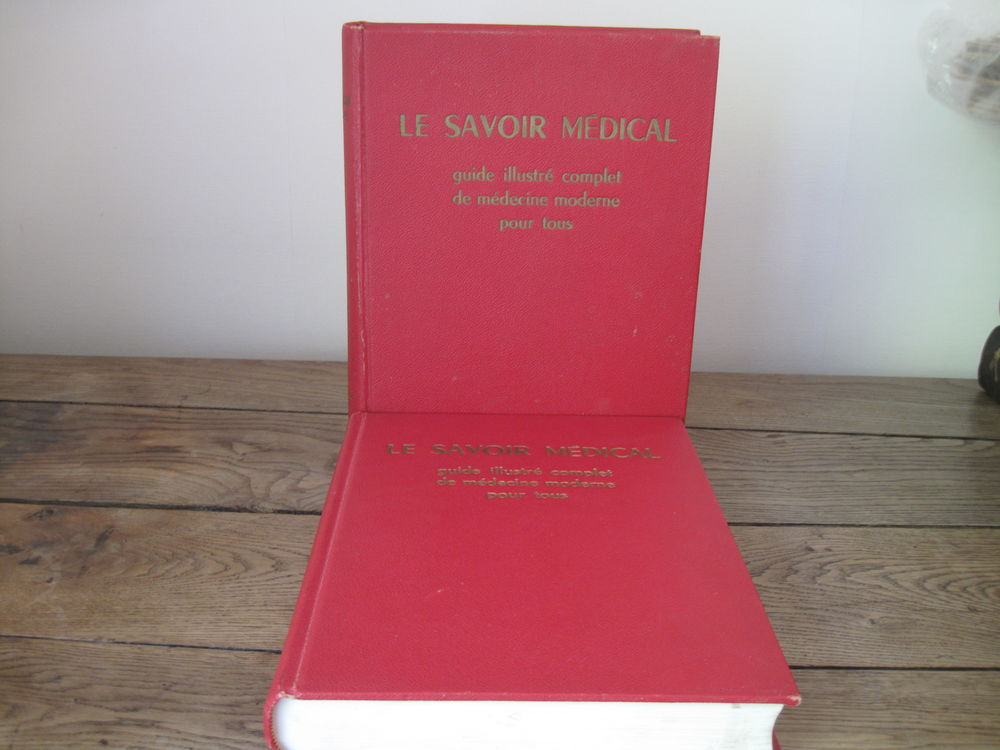 LE SAVOIR MÉDICAL
guide illustré complet
de médecine moderne
pour tous
LE SAVOIR MÉDICAL
guide illustré complet
de médecine moderne
pour tous